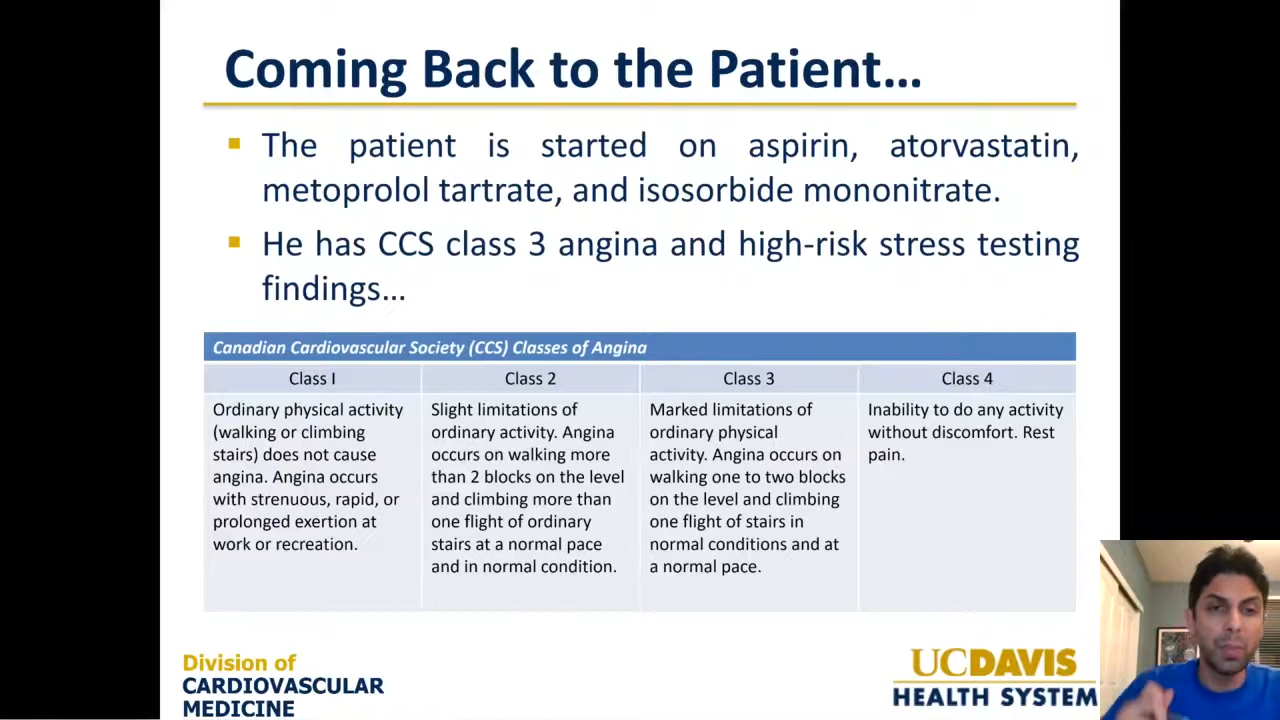 Coming Back to the Patient...
▪ The patient is started on aspirin, atorvastatin,
metoprolol tartrate, and isosorbide mononitrate.
▪ He has CCS class 3 angina and high-risk stress testing
findings...
Canadian Cardiovascular Society (CCS) Classes of Angina
Class I
Class 2
Class 3
Class 4
Ordinary physical activity
(walking or climbing
stairs) does not cause
angina. Angina occurs
with strenuous, rapid, or
prolonged exertion at
work or recreation.
Slight limitations of
ordinary activity. Angina
occurs on walking more
than 2 blocks on the level
and climbing more than
one flight of ordinary
stairs at a normal pace
and in normal condition.
Marked limitations of
ordinary physical
activity. Angina occurs on
walking one to two blocks
on the level and climbing
one flight of stairs in
normal conditions and at
a normal pace.
Inability to do any activity
without discomfort. Rest
pain.
Division of
CARDIOVASCULAR
MEDICINE
UCDAVIS
HEALTH SYSTEM